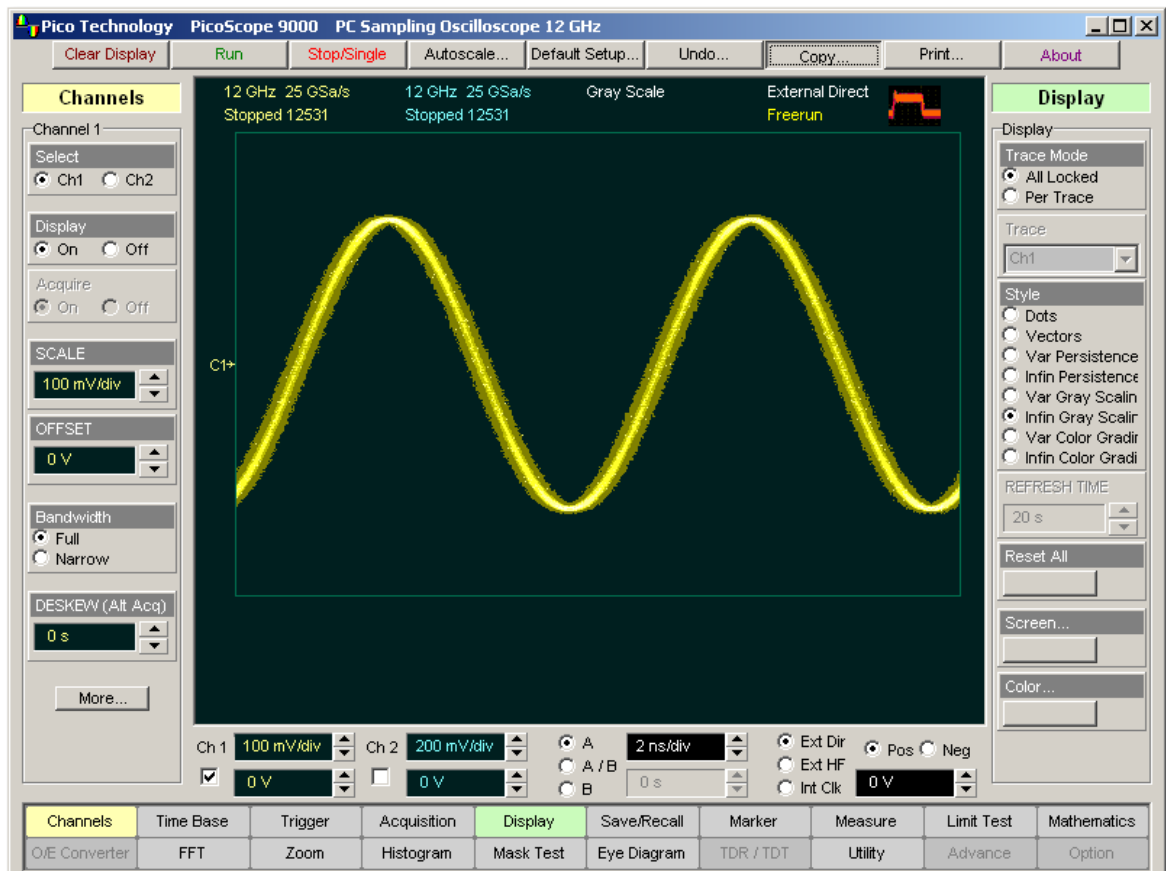 Pico Technology PicoScope 9000 PC Sampling Oscilloscope 12 GHz
Clear Display Run Stop/Single Autoscale... Default Setup... Undo... Copy... Print... About
Channels
Channel 1
Select
Ch1 Ch2
Display
On Off
Acquire
On Off
SCALE
100 mV/div
OFFSET
0 V
Bandwidth
Full
Narrow
DESKEW (Alt Acq)
0 s
More...
12 GHz 25 GSa/s 12 GHz 25 GSa/s Gray Scale External Direct
Stopped 12531 Stopped 12531 Freerun
C1
Display
Display
Trace Mode
All Locked
Per Trace
Trace
Ch1
Style
Dots
Vectors
Var Persistence
Infin Persistence
Var Gray Scalin
Infin Gray Scalin
Var Color Gradin
Infin Color Gradi
REFRESH TIME
20 s
Reset All
Screen...
Color...
Ch 1 100 mV/div Ch 2 200 mV/div A 2 ns/div Ext Dir Pos Neg
A / B Ext HF
0 V 0 V B 0 s Int Clk 0 V
Channels Time Base Trigger Acquisition Display Save/Recall Marker Measure Limit Test Mathematics
O/E Converter FFT Zoom Histogram Mask Test Eye Diagram TDR / TDT Utility Advance Option